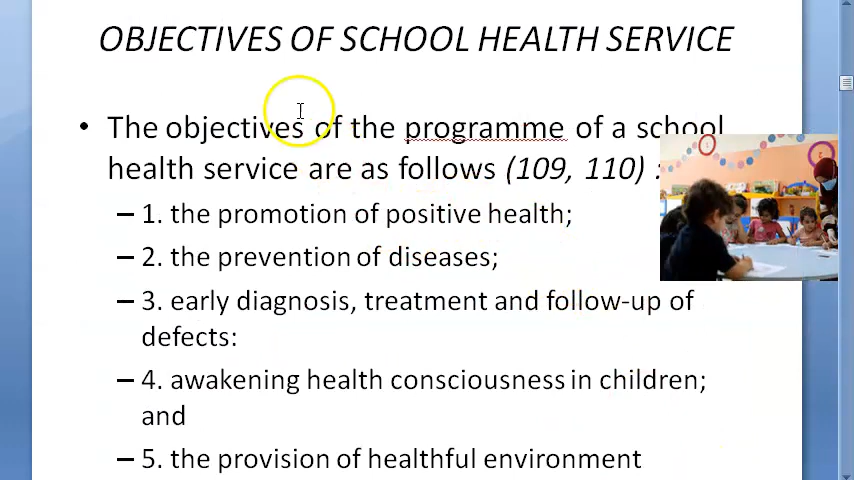 OBJECTIVES OF SCHOOL HEALTH SERVICE
• The objectives of the programme of a school
health service are as follows (109, 110) :
– 1. the promotion of positive health;
– 2. the prevention of diseases;
– 3. early diagnosis, treatment and follow-up of
defects:
– 4. awakening health consciousness in children;
and
– 5. the provision of healthful environment